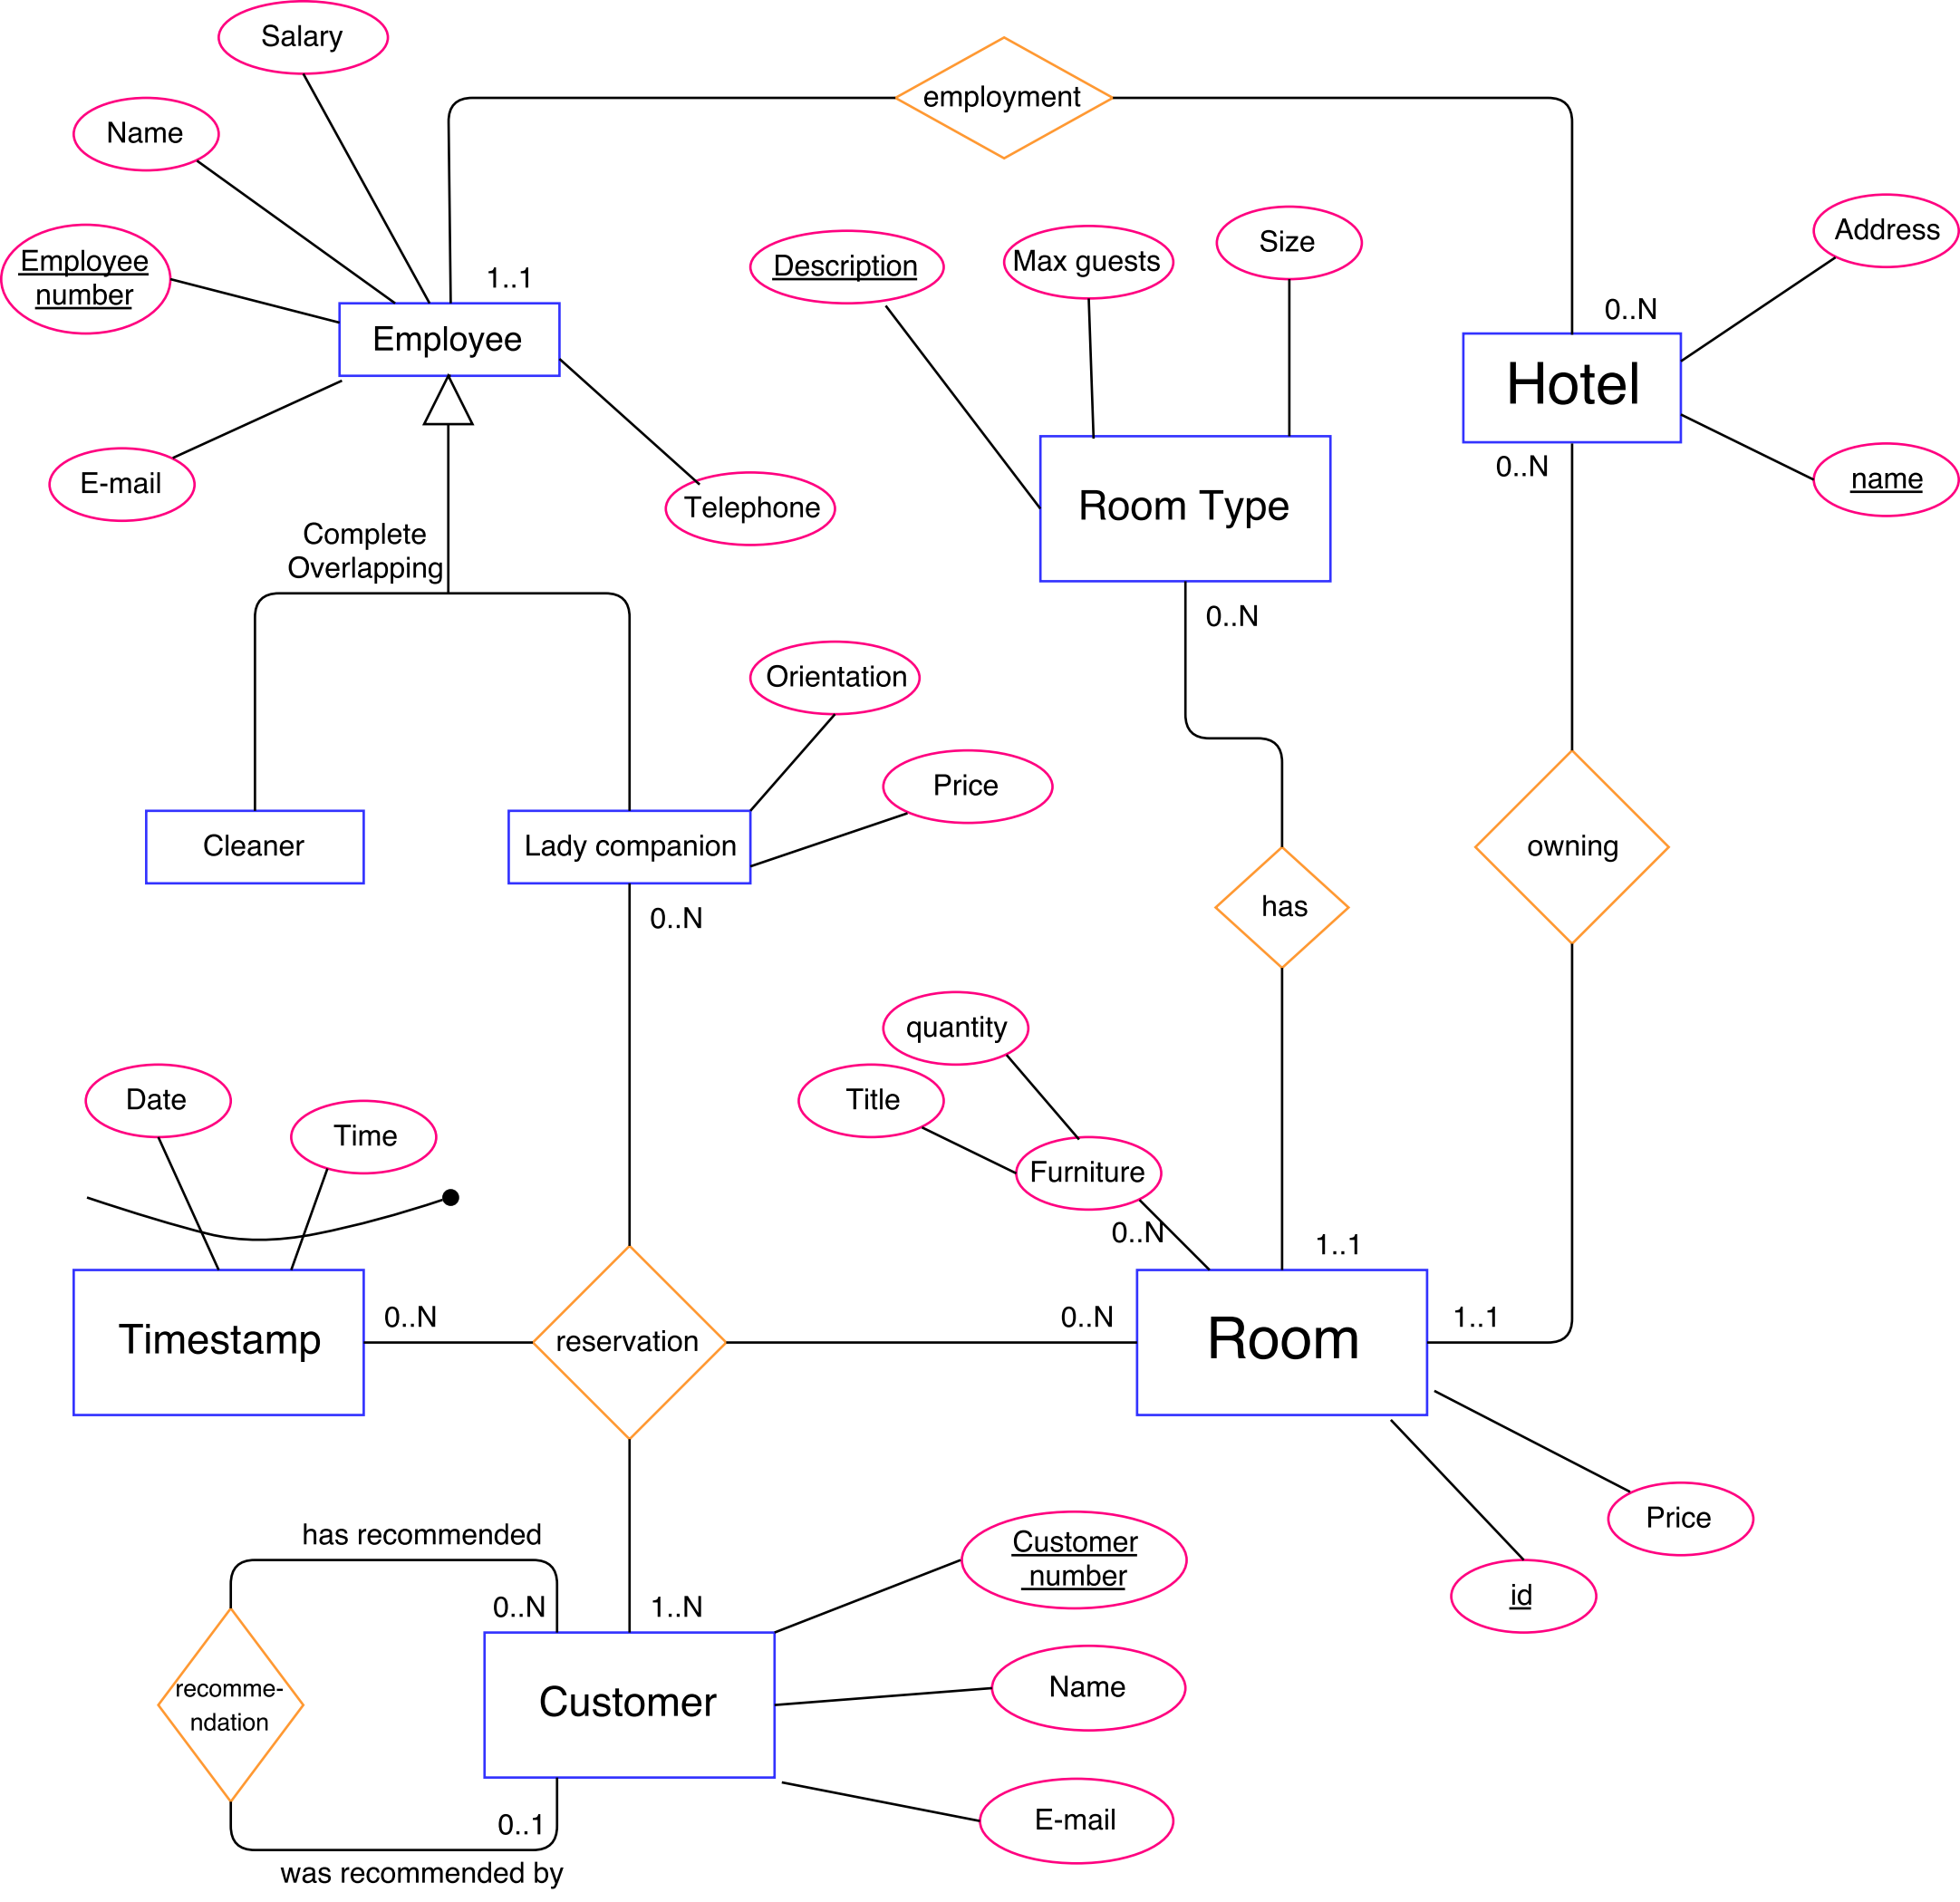 Salary
employment
Name
Address
Size
Employee
number
Description
Max guests
1..1
0..N
Employee
Hotel
0..N
name
E-mail
Telephone
Room Type
Complete
Overlapping
0..N
Orientation
Price
Cleaner
Lady companion
owning
0..N
has
quantity
Date
Title
Time
Furniture
0..N
1..1
Timestamp
0..N
reservation
0..N
Room
1..1
has recommended
Customer
number
Price
id
0..N
1..N
recomme-
ndation
Customer
Name
0..1
E-mail
was recommended by